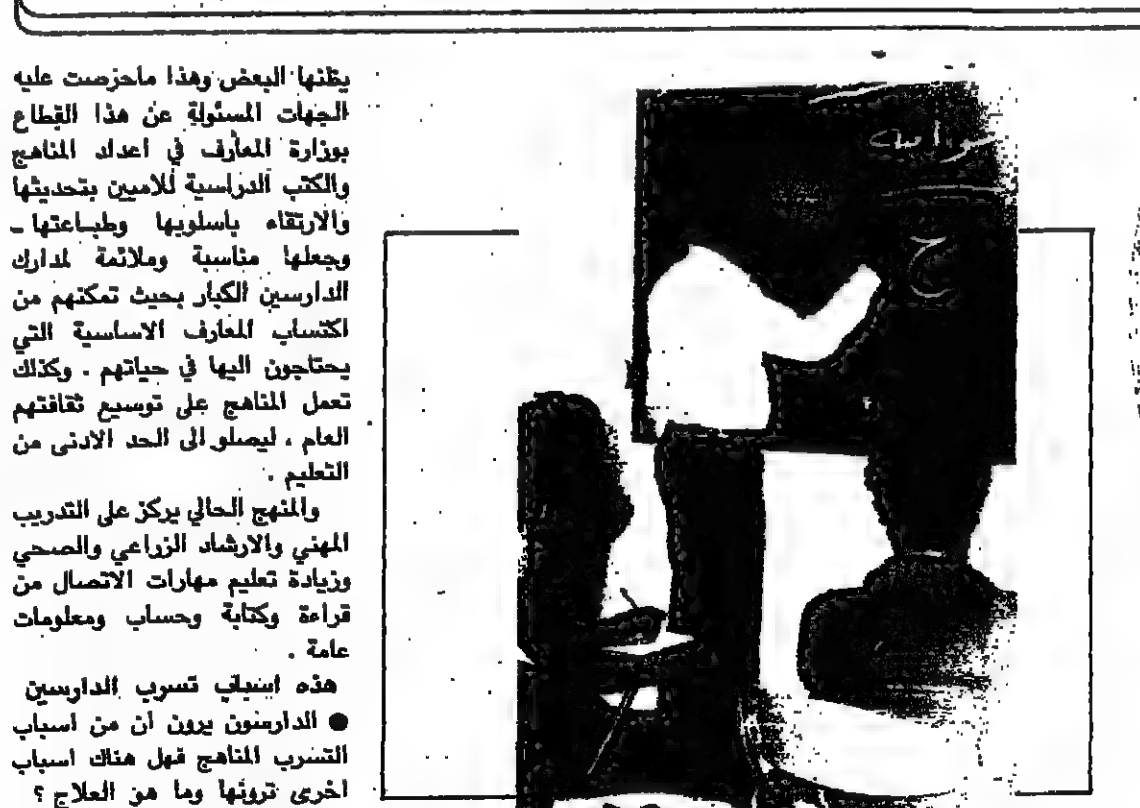 يظنها البعض وهذا ماحرصت عليه
الجهات المسئولة عن هذا القطاع
بوزارة المعارف في اعداد المناهج
والكتب الدراسية للاميين بتحديثها
والارتقاء باسلوبها وطباعتها ـ
وجعلها مناسبة وملائمة لمدارك
الدارسين الكبار بحيث تمكنهم من
اكتساب المعارف الاساسية التي
يحتاجون اليها في حياتهم . وكذلك
تعمل المناهج على توسيع ثقافتهم
العام ، ليصلو الى الحد الادنى من
التعليم .
والمنهج الحالي يركز على التدريب
المهني والارشاد الزراعي والصحي
وزيادة تعليم مهارات الاتصال من
قراءة وكتابة وحساب ومعلومات
عامة .
هذه اسباب تسرب الدارسين
● الدارسون يرون ان من اسباب
التسرب المناهج فهل هناك اسباب
اخرى ترونها وما هن العلاج ؟
ح